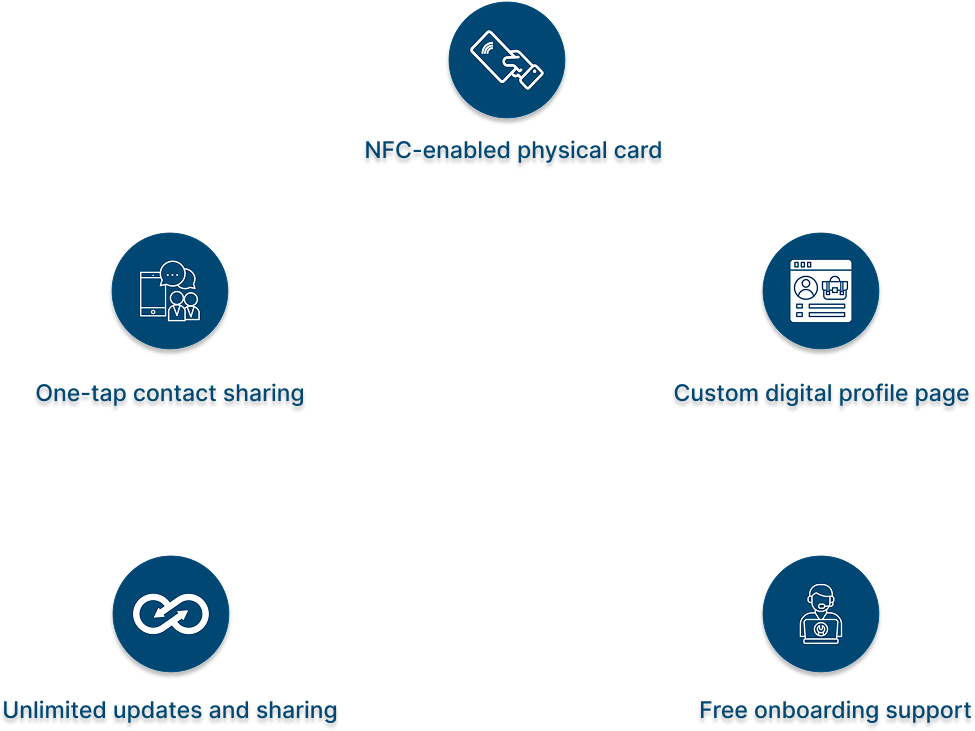 NFC-enabled physical card
One-tap contact sharing
Custom digital profile page
Unlimited updates and sharing
Free onboarding support